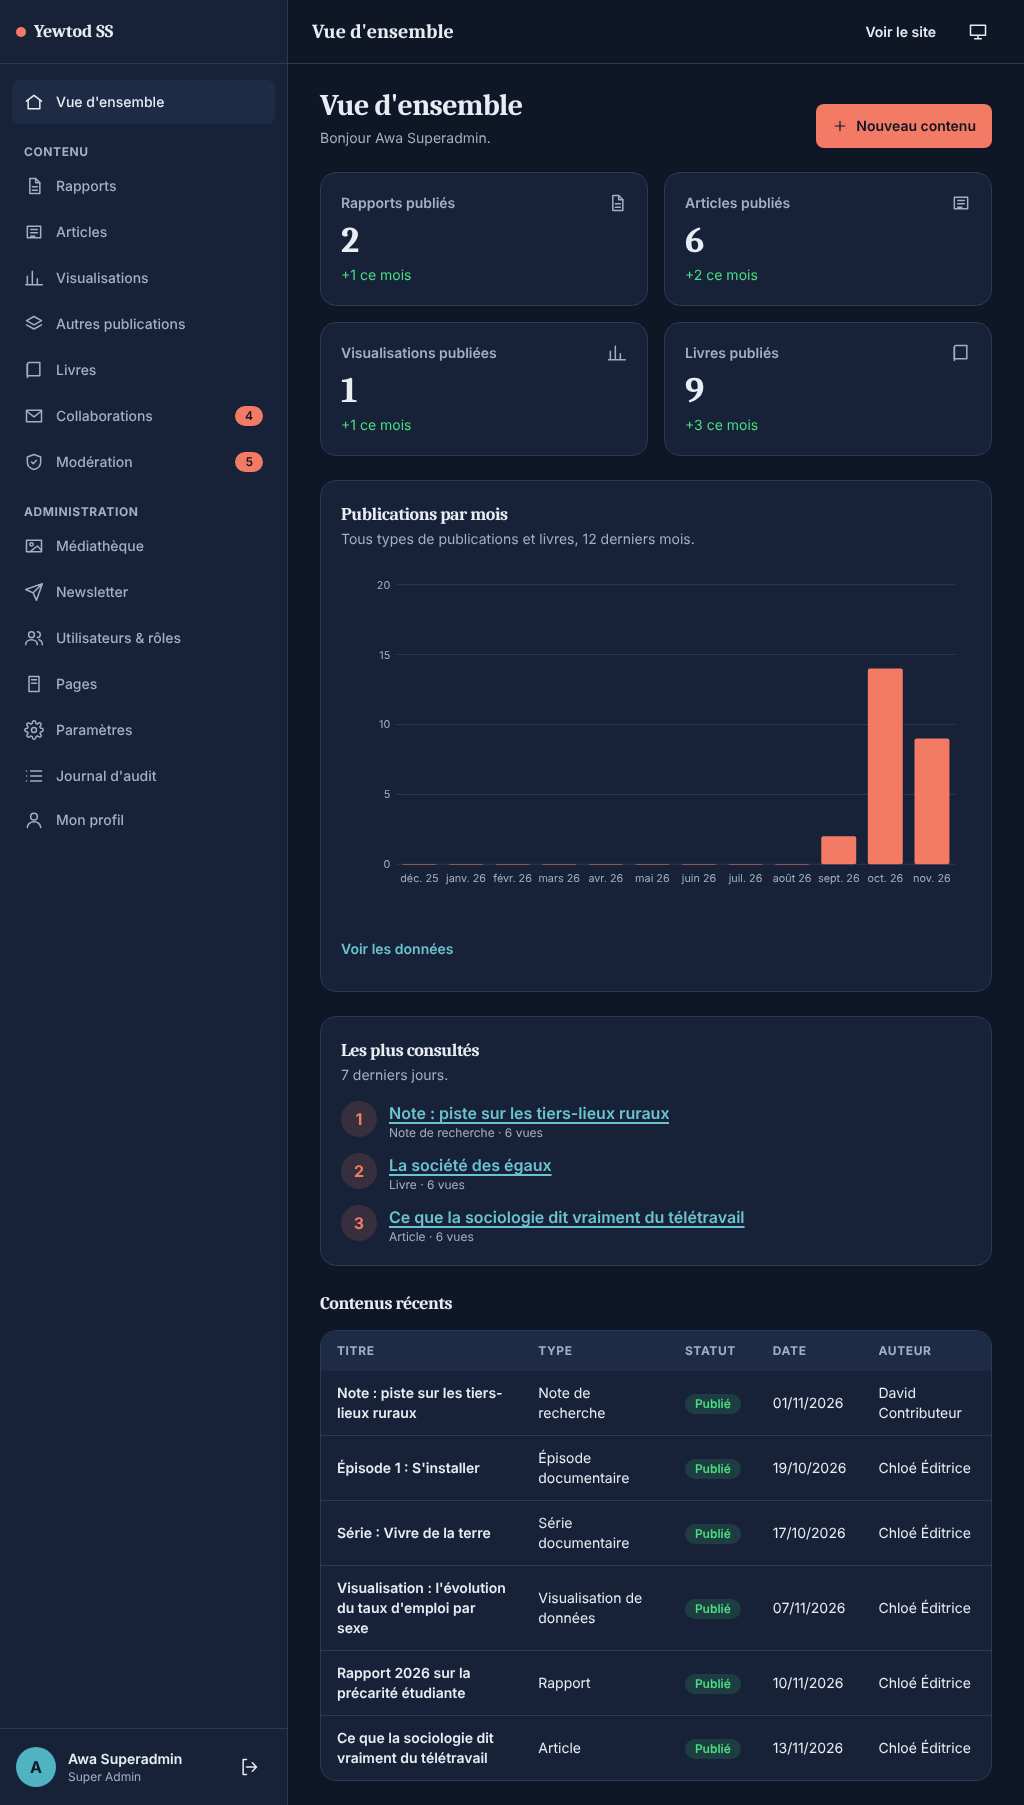 Yewtod SS
Vue d'ensemble
Voir le site
Vue d'ensemble
CONTENU
Rapports
Articles
Visualisations
Autres publications
Livres
Collaborations 4
Modération 5
ADMINISTRATION
Médiathèque
Newsletter
Utilisateurs & rôles
Pages
Paramètres
Journal d'audit
Mon profil
A
Awa Superadmin
Super Admin
Vue d'ensemble
Bonjour Awa Superadmin.
Nouveau contenu
Rapports publiés
2
+1 ce mois
Articles publiés
6
+2 ce mois
Visualisations publiées
1
+1 ce mois
Livres publiés
9
+3 ce mois
Publications par mois
Tous types de publications et livres, 12 derniers mois.
20
15
10
5
0
déc. 25 janv. 26 févr. 26 mars 26 avr. 26 mai 26 juin 26 juil. 26 août 26 sept. 26 oct. 26 nov. 26
Voir les données
Les plus consultés
7 derniers jours.
1 Note : piste sur les tiers-lieux ruraux
Note de recherche · 6 vues
2 La société des égaux
Livre · 6 vues
3 Ce que la sociologie dit vraiment du télétravail
Article · 6 vues
Contenus récents
TITRE TYPE STATUT DATE AUTEUR
Note : piste sur les tiers-
lieux ruraux
Note de
recherche
Publié
01/11/2026
David
Contributeur
Épisode 1 : S'installer
Épisode
documentaire
Publié
19/10/2026
Chloé Éditrice
Série : Vivre de la terre
Série
documentaire
Publié
17/10/2026
Chloé Éditrice
Visualisation : l'évolution
du taux d'emploi par
sexe
Visualisation de
données
Publié
07/11/2026
Chloé Éditrice
Rapport 2026 sur la
précarité étudiante
Rapport
Publié
10/11/2026
Chloé Éditrice
Ce que la sociologie dit
vraiment du télétravail
Article
Publié
13/11/2026
Chloé Éditrice